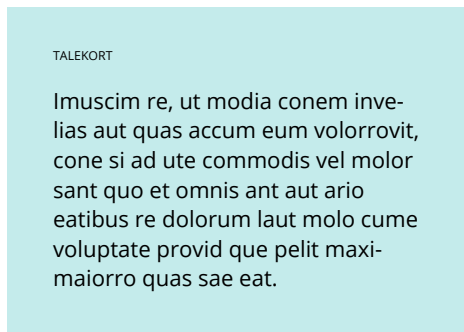 TALEKORT
Imuscim re, ut modia conem inve-
lias aut quas accum eum volorrovit,
cone si ad ute commodis vel molor
sant quo et omnis ant aut ario
eatibus re dolorum laut molo cume
voluptate provid que pelit maxi-
maiorro quas sae eat.